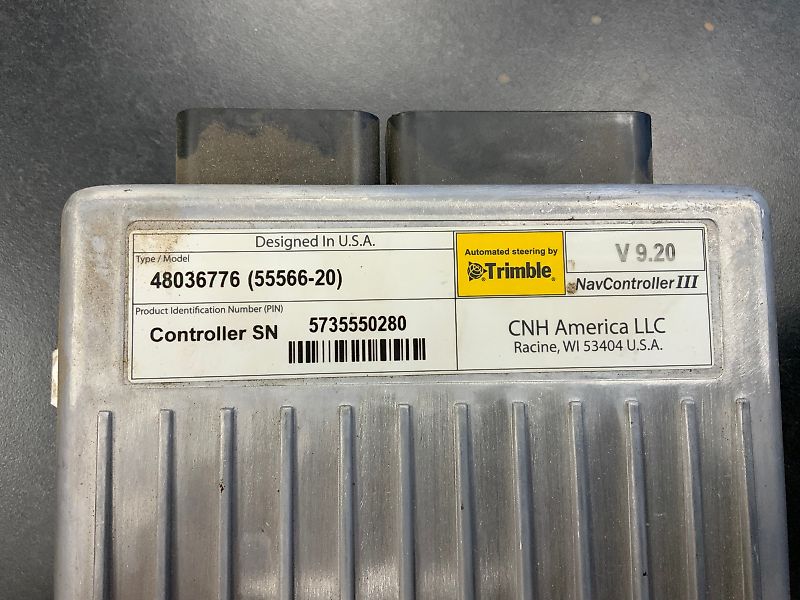 Designed In U.S.A.
Type / Model
48036776 (55566-20)
Automated steering by
Trimble®
V 9.20
NavController III
Product Identification Number (PIN)
Controller SN 5735550280
CNH America LLC
Racine, WI 53404 U.S.A.